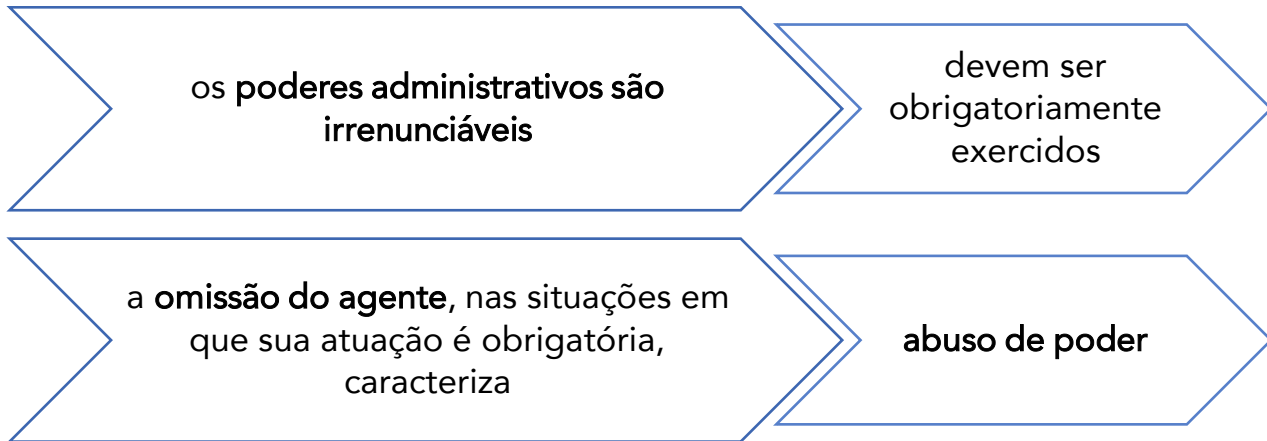 os poderes administrativos são
irrenunciáveis
devem ser
obrigatoriamente
exercidos
a omissão do agente, nas situações em
que sua atuação é obrigatória,
caracteriza
abuso de poder